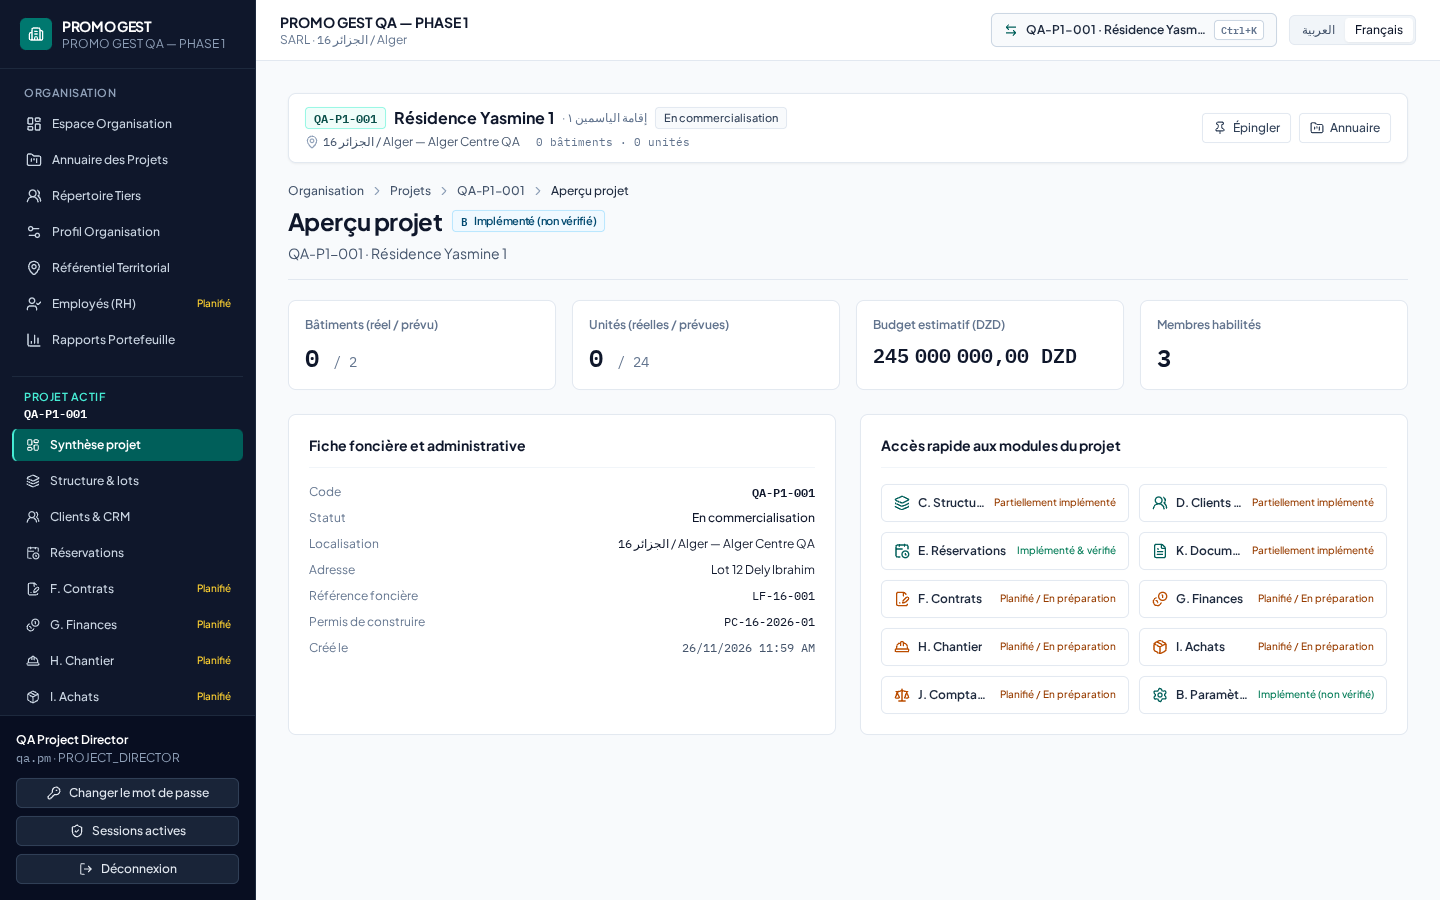 PROMO GEST
PROMO GEST QA — PHASE 1
ORGANISATION
Espace Organisation
Annuaire des Projets
Répertoire Tiers
Profil Organisation
Référentiel Territorial
Employés (RH) Planifié
Rapports Portefeuille
PROJET ACTIF
QA-P1-001
Synthèse projet
Structure & lots
Clients & CRM
Réservations
F. Contrats Planifié
G. Finances Planifié
H. Chantier Planifié
I. Achats Planifié
QA Project Director
qa.pm · PROJECT_DIRECTOR
Changer le mot de passe
Sessions actives
Déconnexion
PROMO GEST QA — PHASE 1
SARL · 16 الجزائر / Alger
QA-P1-001 · Résidence Yasm… Ctrl+K
العربية Français
QA-P1-001 Résidence Yasmine 1 · إقامة الياسمين ١ En commercialisation
16 الجزائر / Alger — Alger Centre QA 0 bâtiments · 0 unités
Épingler Annuaire
Organisation > Projets > QA-P1-001 > Aperçu projet
Aperçu projet B Implémenté (non vérifié)
QA-P1-001 · Résidence Yasmine 1
Bâtiments (réel / prévu)
0 / 2
Unités (réelles / prévues)
0 / 24
Budget estimatif (DZD)
245 000 000,00 DZD
Membres habilités
3
Fiche foncière et administrative
Code QA-P1-001
Statut En commercialisation
Localisation 16 الجزائر / Alger — Alger Centre QA
Adresse Lot 12 Dely Ibrahim
Référence foncière LF-16-001
Permis de construire PC-16-2026-01
Créé le 26/11/2026 11:59 AM
Accès rapide aux modules du projet
C. Structu… Partiellement implémenté
D. Clients … Partiellement implémenté
E. Réservations Implémenté & vérifié
K. Docum… Partiellement implémenté
F. Contrats Planifié / En préparation
G. Finances Planifié / En préparation
H. Chantier Planifié / En préparation
I. Achats Planifié / En préparation
J. Compta… Planifié / En préparation
B. Paramèt… Implémenté (non vérifié)